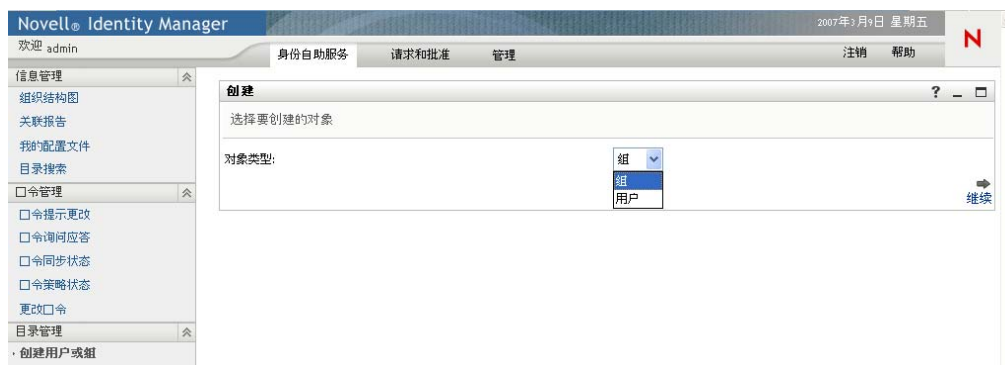 Novell® Identity Manager
2007年3月9日 星期五
N
欢迎 admin
身份自助服务 请求和批准 管理
注销 帮助
信息管理
组织结构图
关联报告
我的配置文件
目录搜索
口令管理
口令提示更改
口令询问应答
口令同步状态
口令策略状态
更改口令
目录管理
· 创建用户或组
创建
?
选择要创建的对象
对象类型:
组
组
用户
继续